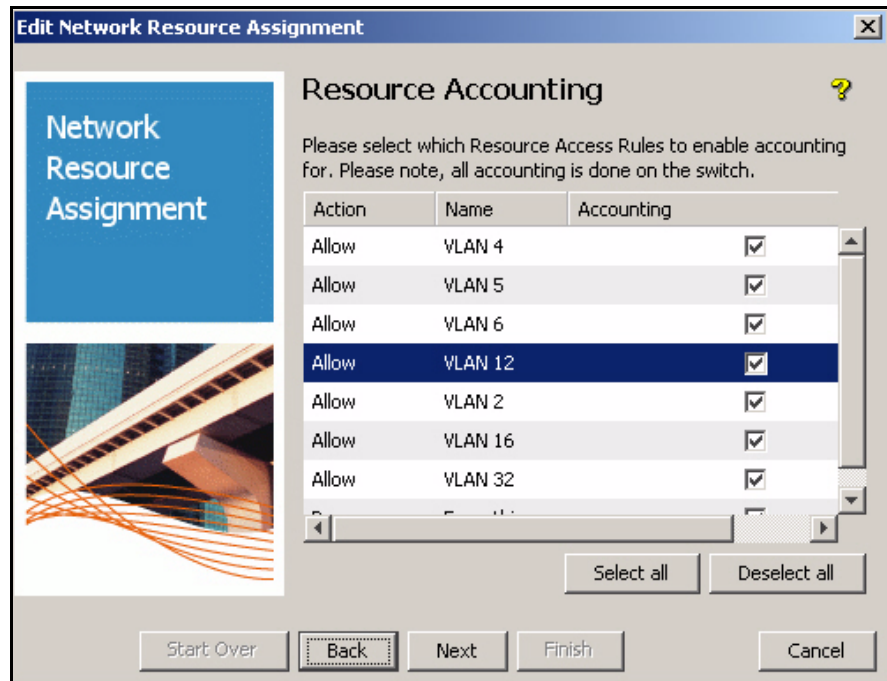 Edit Network Resource Assignment
Network
Resource
Assignment
Resource Accounting
Please select which Resource Access Rules to enable accounting
for. Please note, all accounting is done on the switch.
Action Name Accounting
Allow VLAN 4
Allow VLAN 5
Allow VLAN 6
Allow VLAN 12
Allow VLAN 2
Allow VLAN 16
Allow VLAN 32
Select all Deselect all
Start Over Back Next Finish Cancel